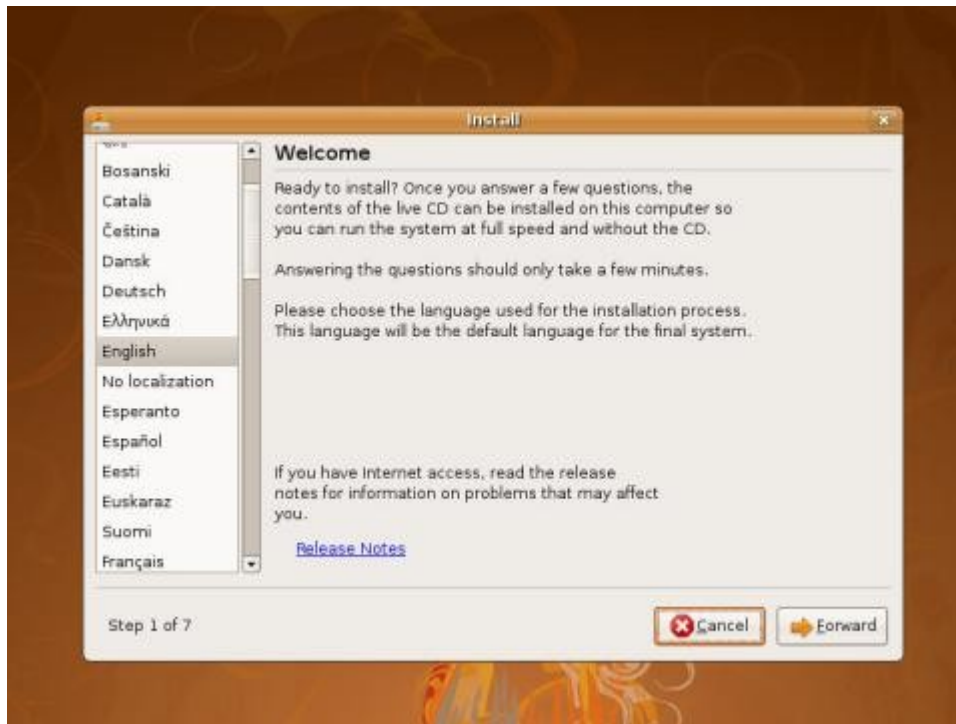 Install
Bosanski
Català
Čeština
Dansk
Deutsch
Ελληνικά
English
No localization
Esperanto
Español
Eesti
Euskaraz
Suomi
Français
Welcome
Ready to install? Once you answer a few questions, the
contents of the live CD can be installed on this computer so
you can run the system at full speed and without the CD.
Answering the questions should only take a few minutes.
Please choose the language used for the installation process.
This language will be the default language for the final system.
If you have Internet access, read the release
notes for information on problems that may affect
you.
Release Notes
Step 1 of 7
Cancel
Forward